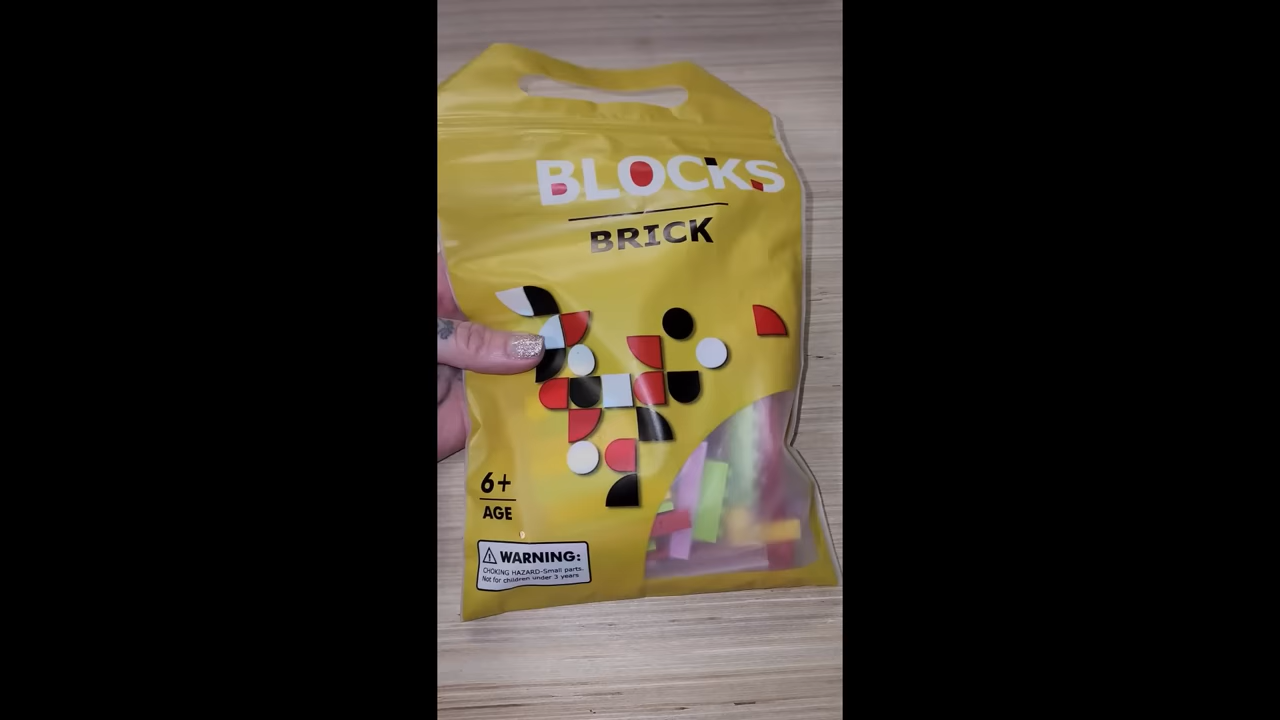 BLOCKS
BRICK
6+
AGE
⚠ WARNING:
CHOKING HAZARD-Small parts.
Not for children under 3 years